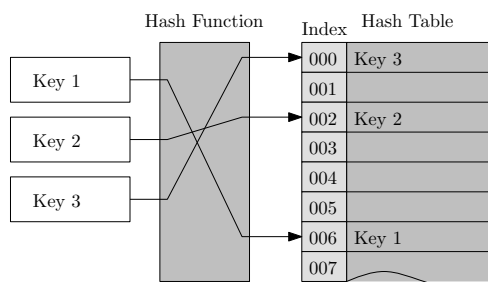 Hash Function
Index
Hash Table
Key 1
Key 2
Key 3
000 Key 3
001
002 Key 2
003
004
005
006 Key 1
007